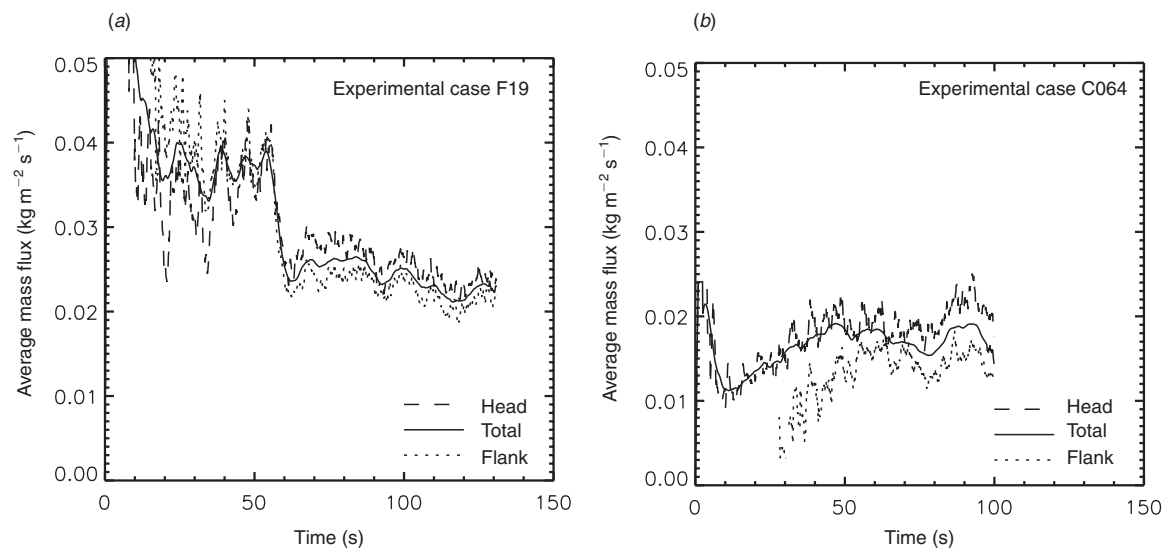 (a)
0.05
0.04
0.03
0.02
0.01
0.00
Average mass flux (kg m−2 s−1)
Experimental case F19
Head
Total
Flank
0
50
100
150
Time (s)
(b)
0.05
0.04
0.03
0.02
0.01
0.00
Average mass flux (kg m−2 s−1)
Experimental case C064
Head
Total
Flank
0
50
100
150
Time (s)